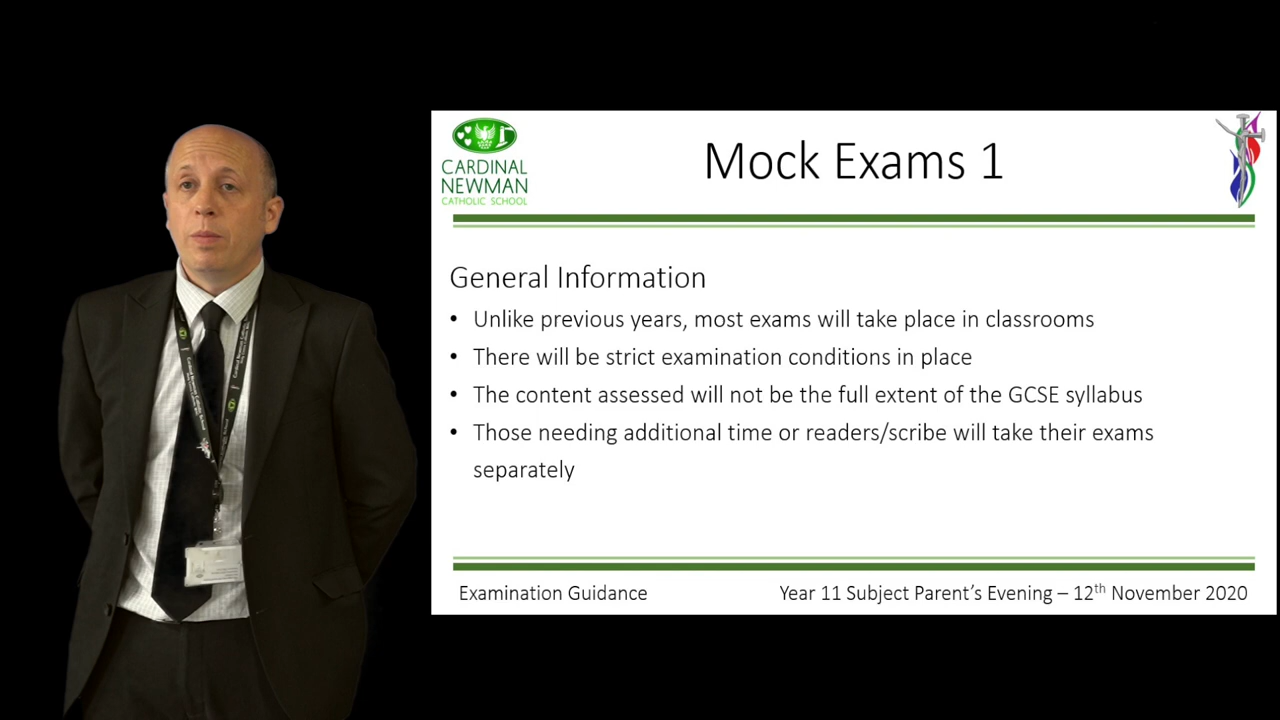 CARDINAL
NEWMAN
CATHOLIC SCHOOL
Mock Exams 1
General Information
• Unlike previous years, most exams will take place in classrooms
• There will be strict examination conditions in place
• The content assessed will not be the full extent of the GCSE syllabus
• Those needing additional time or readers/scribe will take their exams
separately
Examination Guidance
Year 11 Subject Parent’s Evening – 12th November 2020